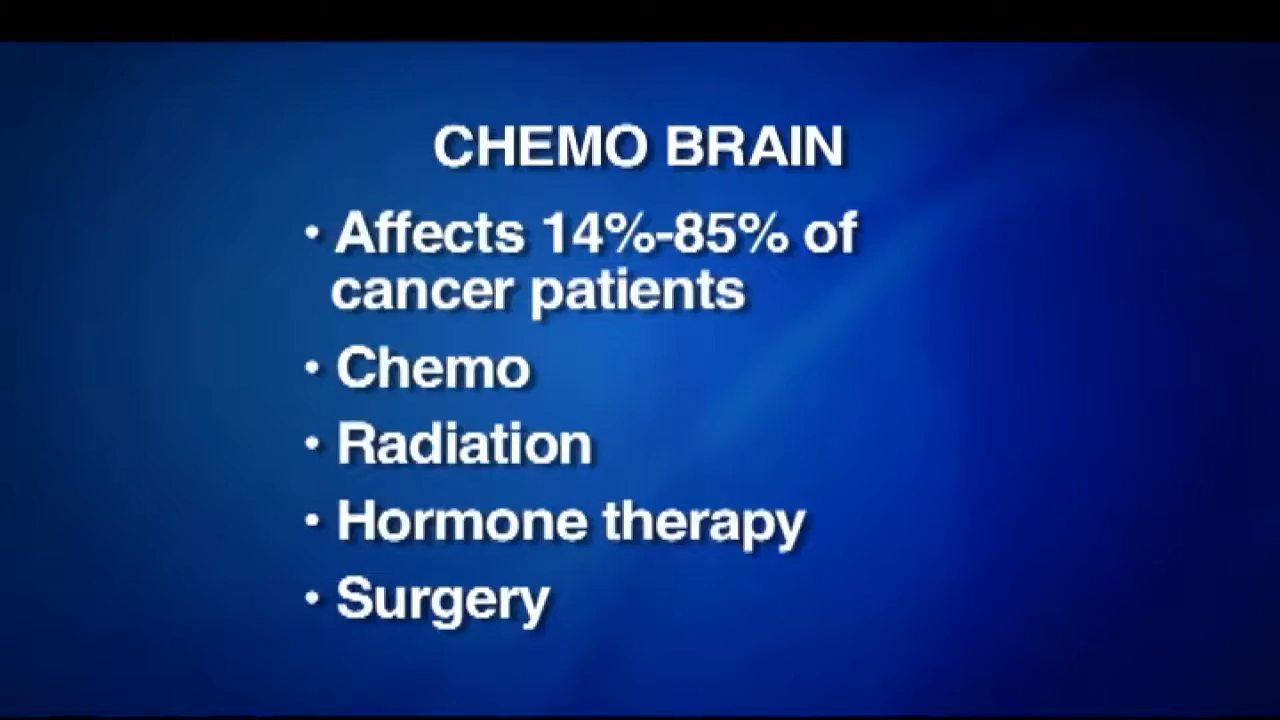 CHEMO BRAIN
• Affects 14%-85% of
cancer patients
• Chemo
• Radiation
• Hormone therapy
• Surgery